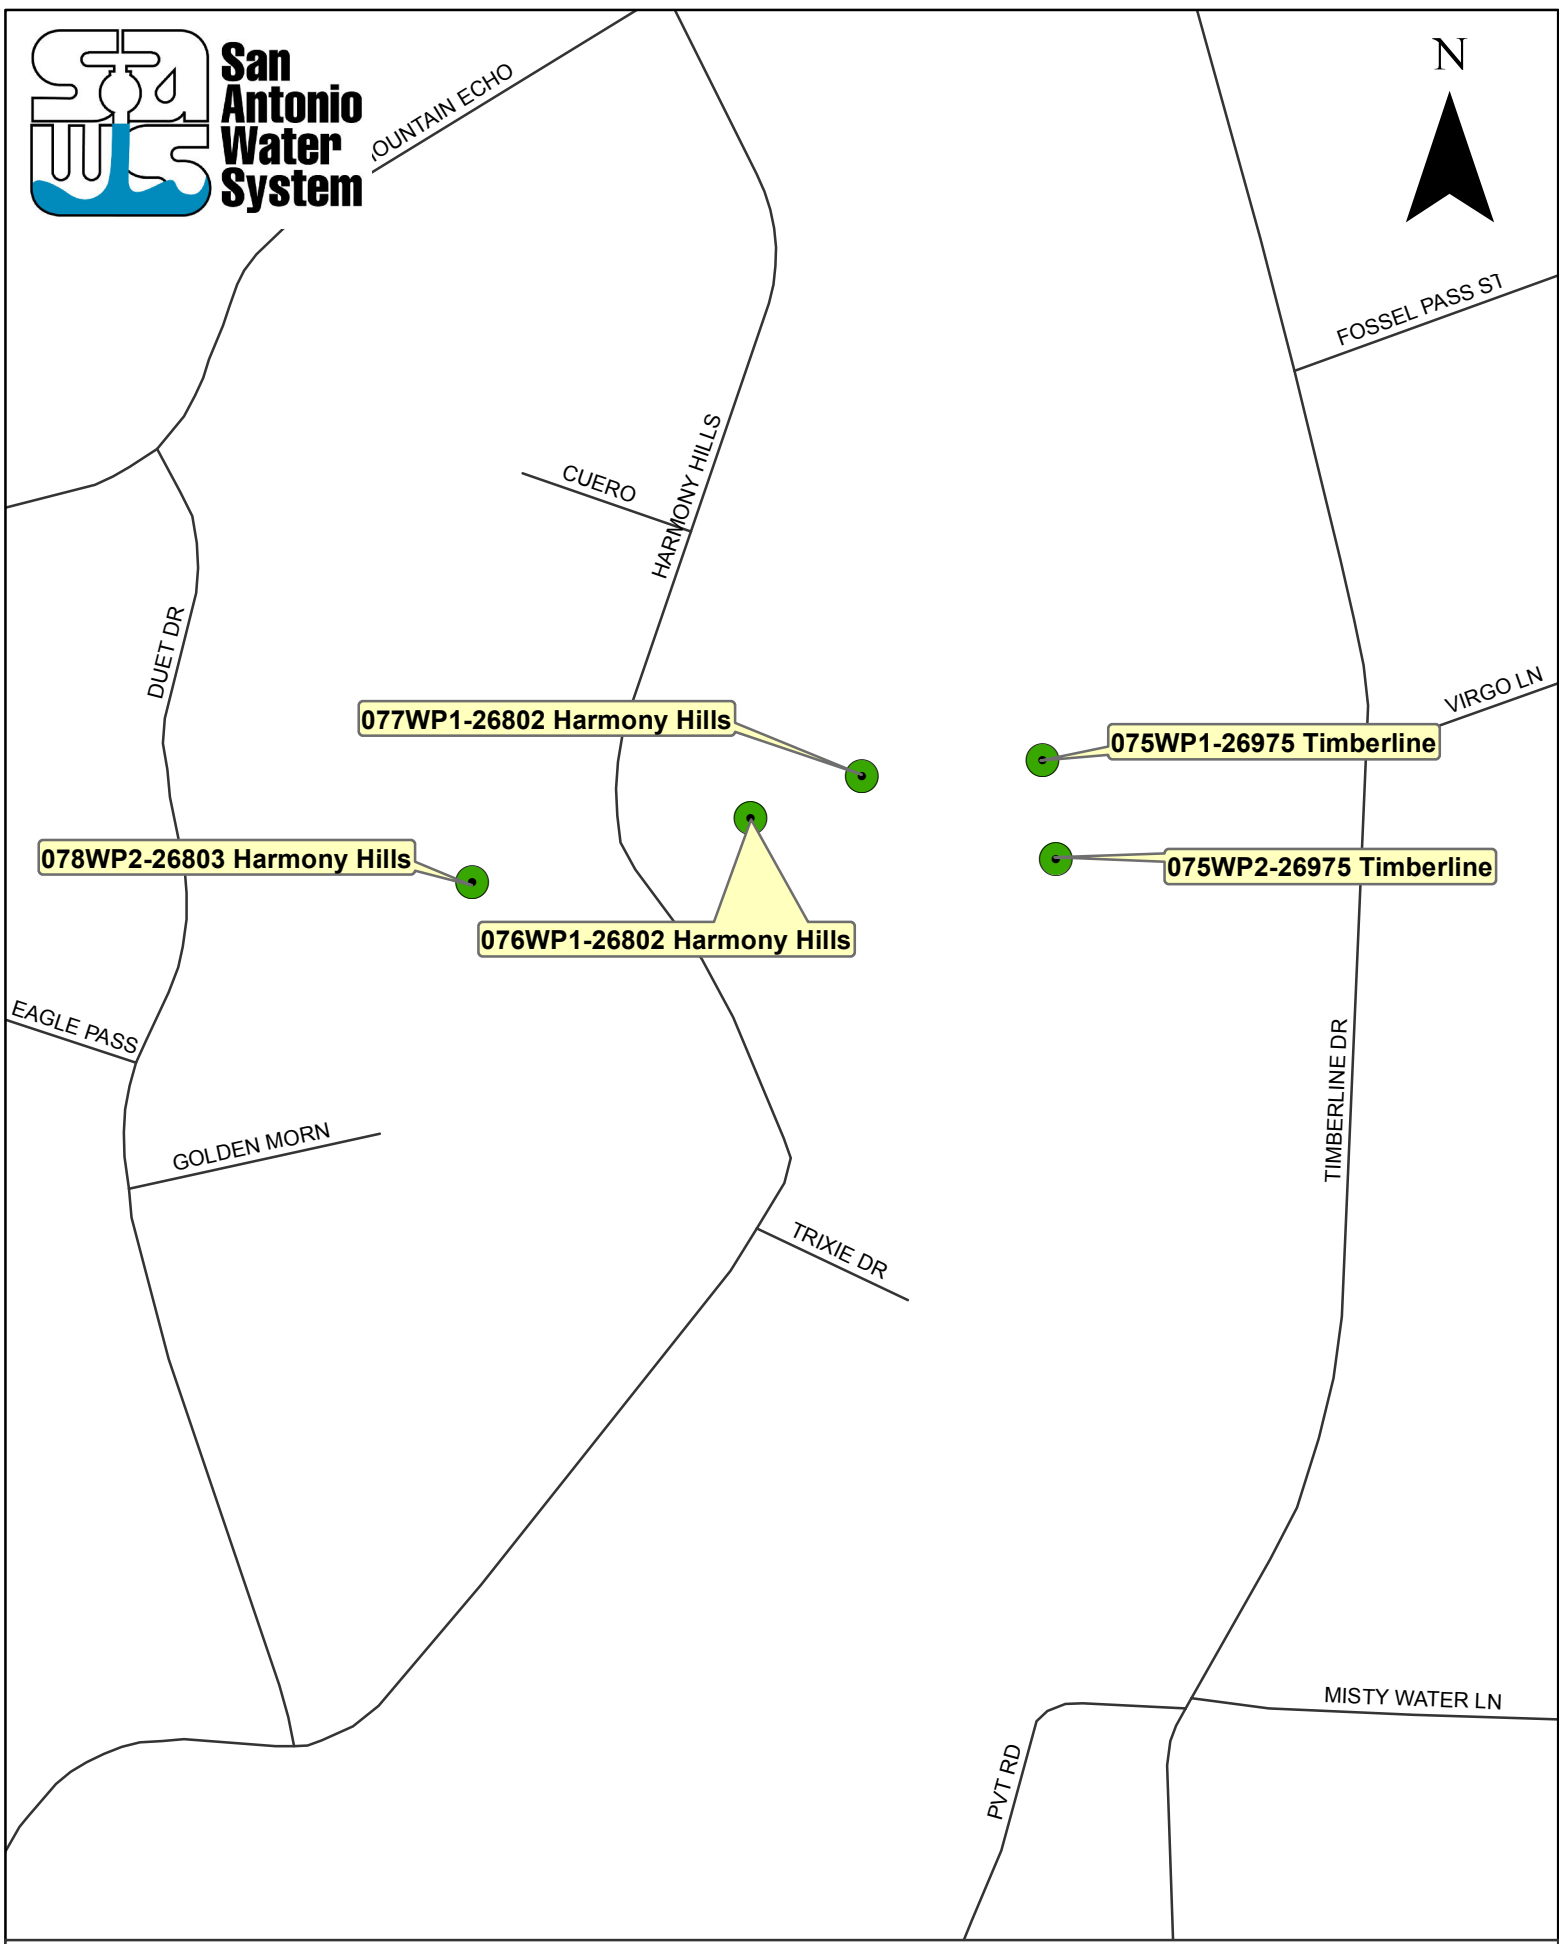 San
Antonio
Water
System
N
OUNTAIN ECHO
FOSSEL PASS ST
HARMONY HILLS
CUERO
DUET DR
VIRGO LN
077WP1-26802 Harmony Hills
075WP1-26975 Timberline
078WP2-26803 Harmony Hills
075WP2-26975 Timberline
076WP1-26802 Harmony Hills
EAGLE PASS
TIMBERLINE DR
GOLDEN MORN
TRIXIE DR
MISTY WATER LN
PVT RD